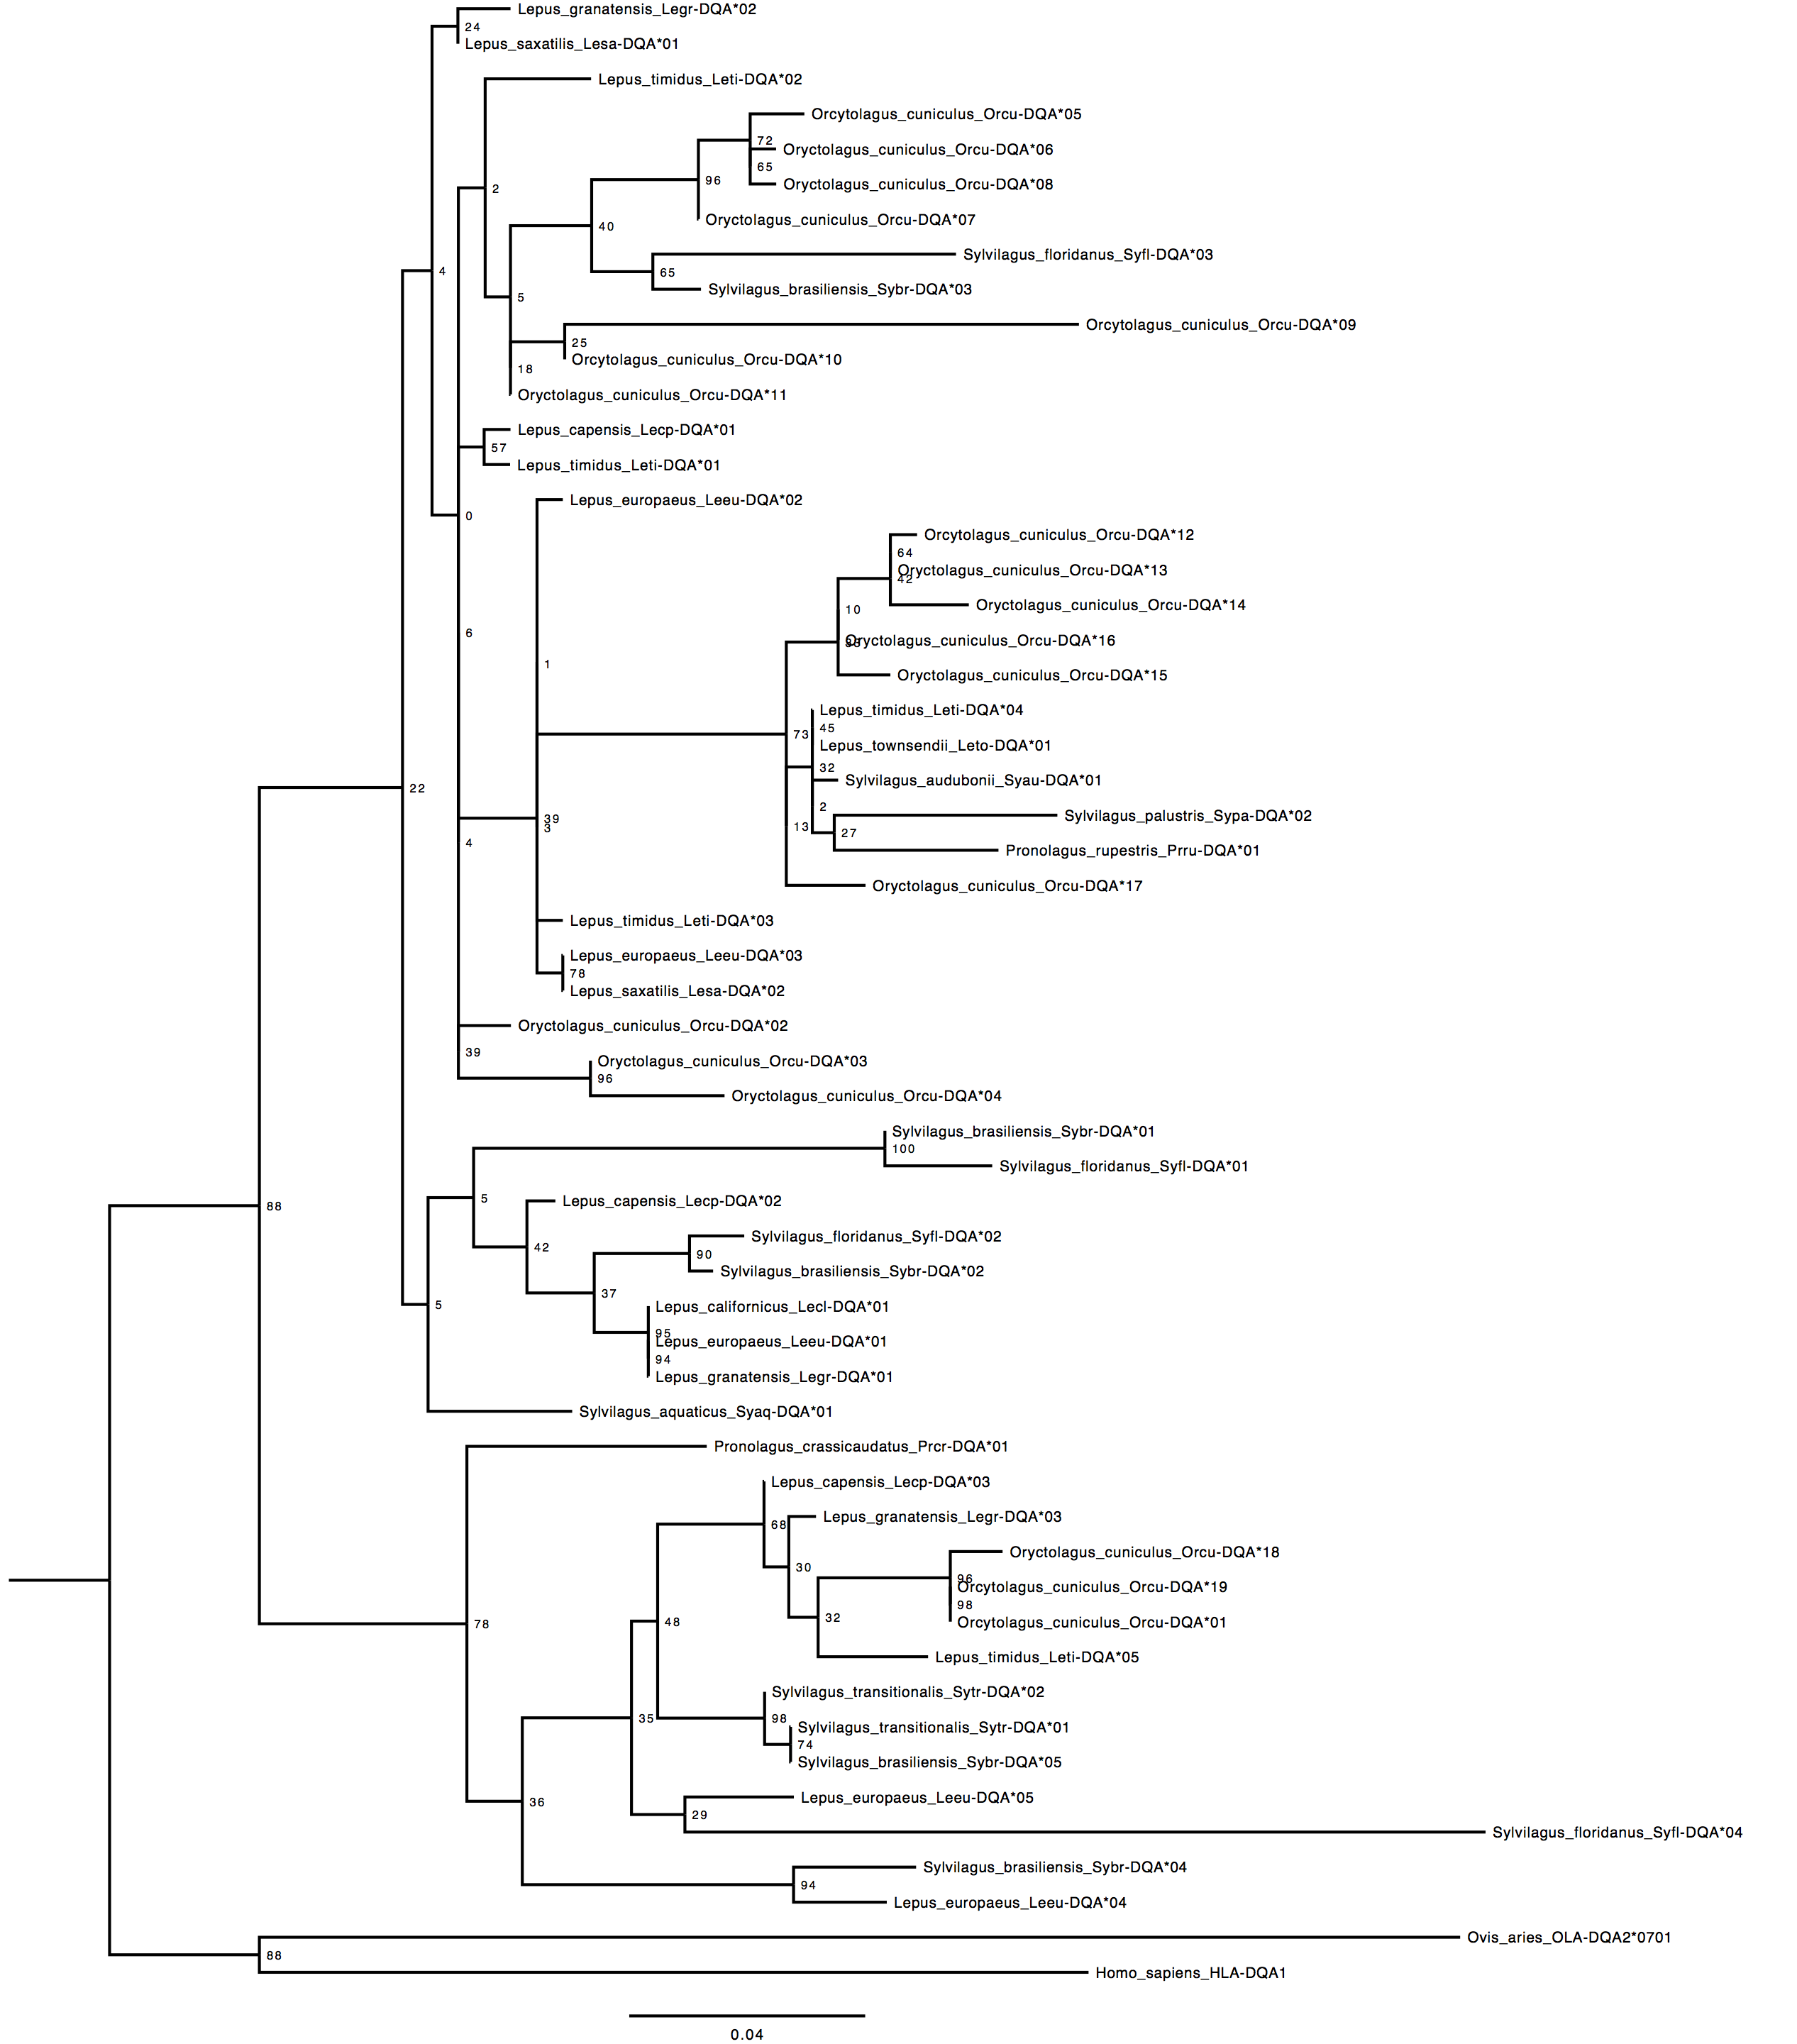 Lepus_granatensis_Legr-DQA*02
24
Lepus_saxatilis_Lesa-DQA*01
Lepus_timidus_Leti-DQA*02
Orcytolagus_cuniculus_Orcu-DQA*05
72
Oryctolagus_cuniculus_Orcu-DQA*06
65
96
Oryctolagus_cuniculus_Orcu-DQA*08
2
Oryctolagus_cuniculus_Orcu-DQA*07
40
Sylvilagus_floridanus_Syfl-DQA*03
4
65
Sylvilagus_brasiliensis_Sybr-DQA*03
5
Orcytolagus_cuniculus_Orcu-DQA*09
25
Orcytolagus_cuniculus_Orcu-DQA*10
18
Oryctolagus_cuniculus_Orcu-DQA*11
Lepus_capensis_Lecp-DQA*01
57
Lepus_timidus_Leti-DQA*01
Lepus_europaeus_Leeu-DQA*02
0
Orcytolagus_cuniculus_Orcu-DQA*12
64
Oryctolagus_cuniculus_Orcu-DQA*13
42
Oryctolagus_cuniculus_Orcu-DQA*14
10
6
Oryctolagus_cuniculus_Orcu-DQA*16
1
Oryctolagus_cuniculus_Orcu-DQA*15
Lepus_timidus_Leti-DQA*04
45
73
Lepus_townsendii_Leto-DQA*01
32
Sylvilagus_audubonii_Syau-DQA*01
22
2
Sylvilagus_palustris_Sypa-DQA*02
39
3
13
27
4
Pronolagus_rupestris_Prru-DQA*01
Oryctolagus_cuniculus_Orcu-DQA*17
Lepus_timidus_Leti-DQA*03
Lepus_europaeus_Leeu-DQA*03
78
Lepus_saxatilis_Lesa-DQA*02
Oryctolagus_cuniculus_Orcu-DQA*02
39
Oryctolagus_cuniculus_Orcu-DQA*03
96
Oryctolagus_cuniculus_Orcu-DQA*04
Sylvilagus_brasiliensis_Sybr-DQA*01
100
Sylvilagus_floridanus_Syfl-DQA*01
5
Lepus_capensis_Lecp-DQA*02
88
Sylvilagus_floridanus_Syfl-DQA*02
42
90
Sylvilagus_brasiliensis_Sybr-DQA*02
37
5
Lepus_californicus_Lecl-DQA*01
95
Lepus_europaeus_Leeu-DQA*01
94
Lepus_granatensis_Legr-DQA*01
Sylvilagus_aquaticus_Syaq-DQA*01
Pronolagus_crassicaudatus_Prcr-DQA*01
Lepus_capensis_Lecp-DQA*03
68
Lepus_granatensis_Legr-DQA*03
30
Oryctolagus_cuniculus_Orcu-DQA*18
96
Orcytolagus_cuniculus_Orcu-DQA*19
98
32
Orcytolagus_cuniculus_Orcu-DQA*01
48
78
Lepus_timidus_Leti-DQA*05
Sylvilagus_transitionalis_Sytr-DQA*02
35
98
Sylvilagus_transitionalis_Sytr-DQA*01
74
Sylvilagus_brasiliensis_Sybr-DQA*05
36
Lepus_europaeus_Leeu-DQA*05
29
Sylvilagus_floridanus_Syfl-DQA*04
Sylvilagus_brasiliensis_Sybr-DQA*04
94
Lepus_europaeus_Leeu-DQA*04
Ovis_aries_OLA-DQA2*0701
88
Homo_sapiens_HLA-DQA1
0.04